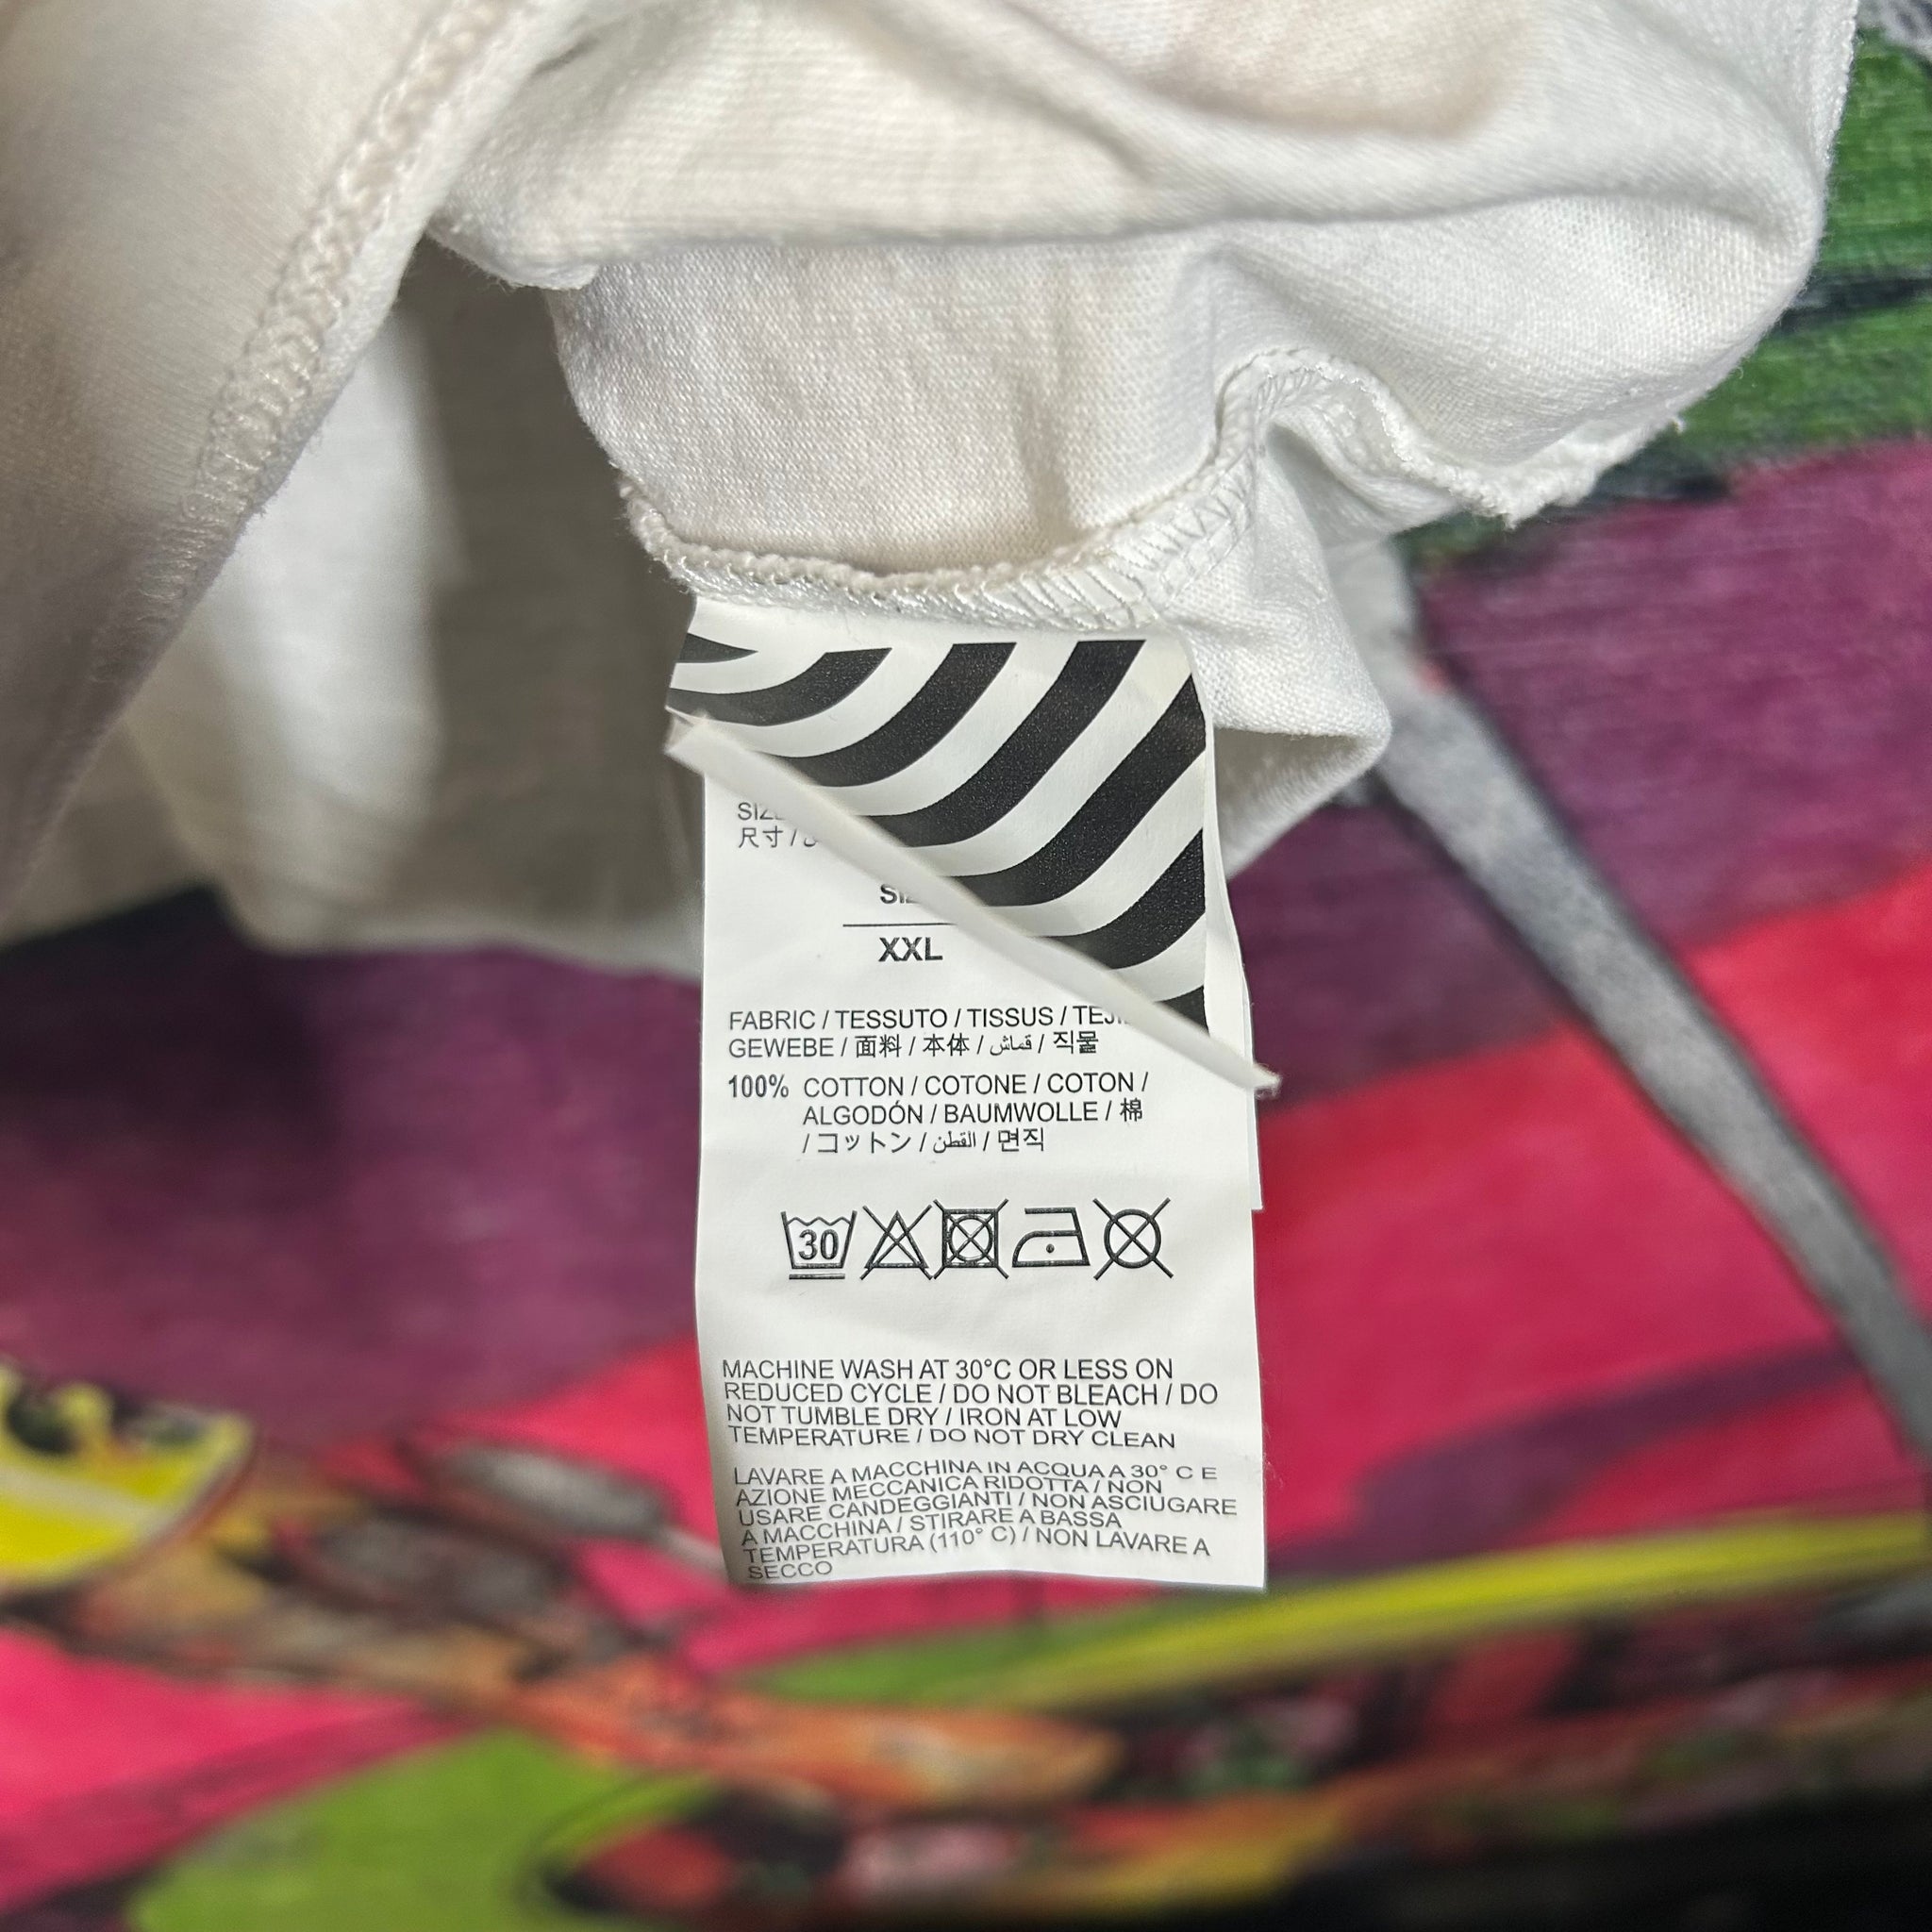 尺寸 /
XXL
FABRIC / TESSUTO / TISSUS /
GEWEBE / 面料 / 本体 / قماش / 직물
100% COTTON / COTONE / COTON /
ALGODÓN / BAUMWOLLE / 棉
/ コットン / القطن / 면직
30
MACHINE WASH AT 30°C OR LESS ON
REDUCED CYCLE / DO NOT BLEACH / DO
NOT TUMBLE DRY / IRON AT LOW
TEMPERATURE / DO NOT DRY CLEAN
LAVARE A MACCHINA IN ACQUA A 30° C E
AZIONE MECCANICA RIDOTTA / NON
USARE CANDEGGIANTI / NON ASCIUGARE
A MACCHINA / STIRARE A BASSA
TEMPERATURA (110° C) / NON LAVARE A
SECCO